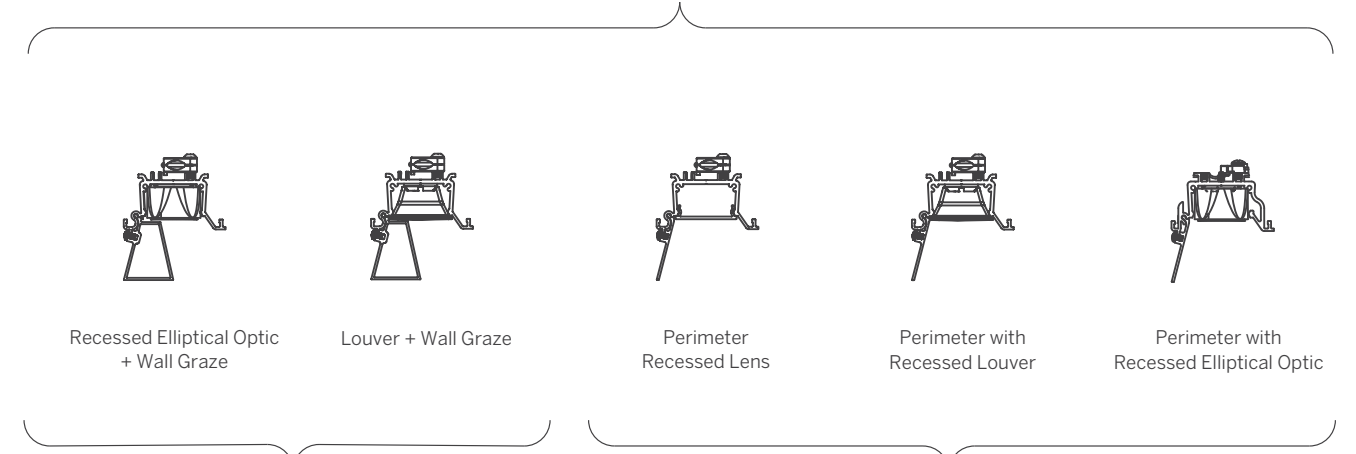 Recessed Elliptical Optic
+ Wall Graze
Louver + Wall Graze
Perimeter
Recessed Lens
Perimeter with
Recessed Louver
Perimeter with
Recessed Elliptical Optic